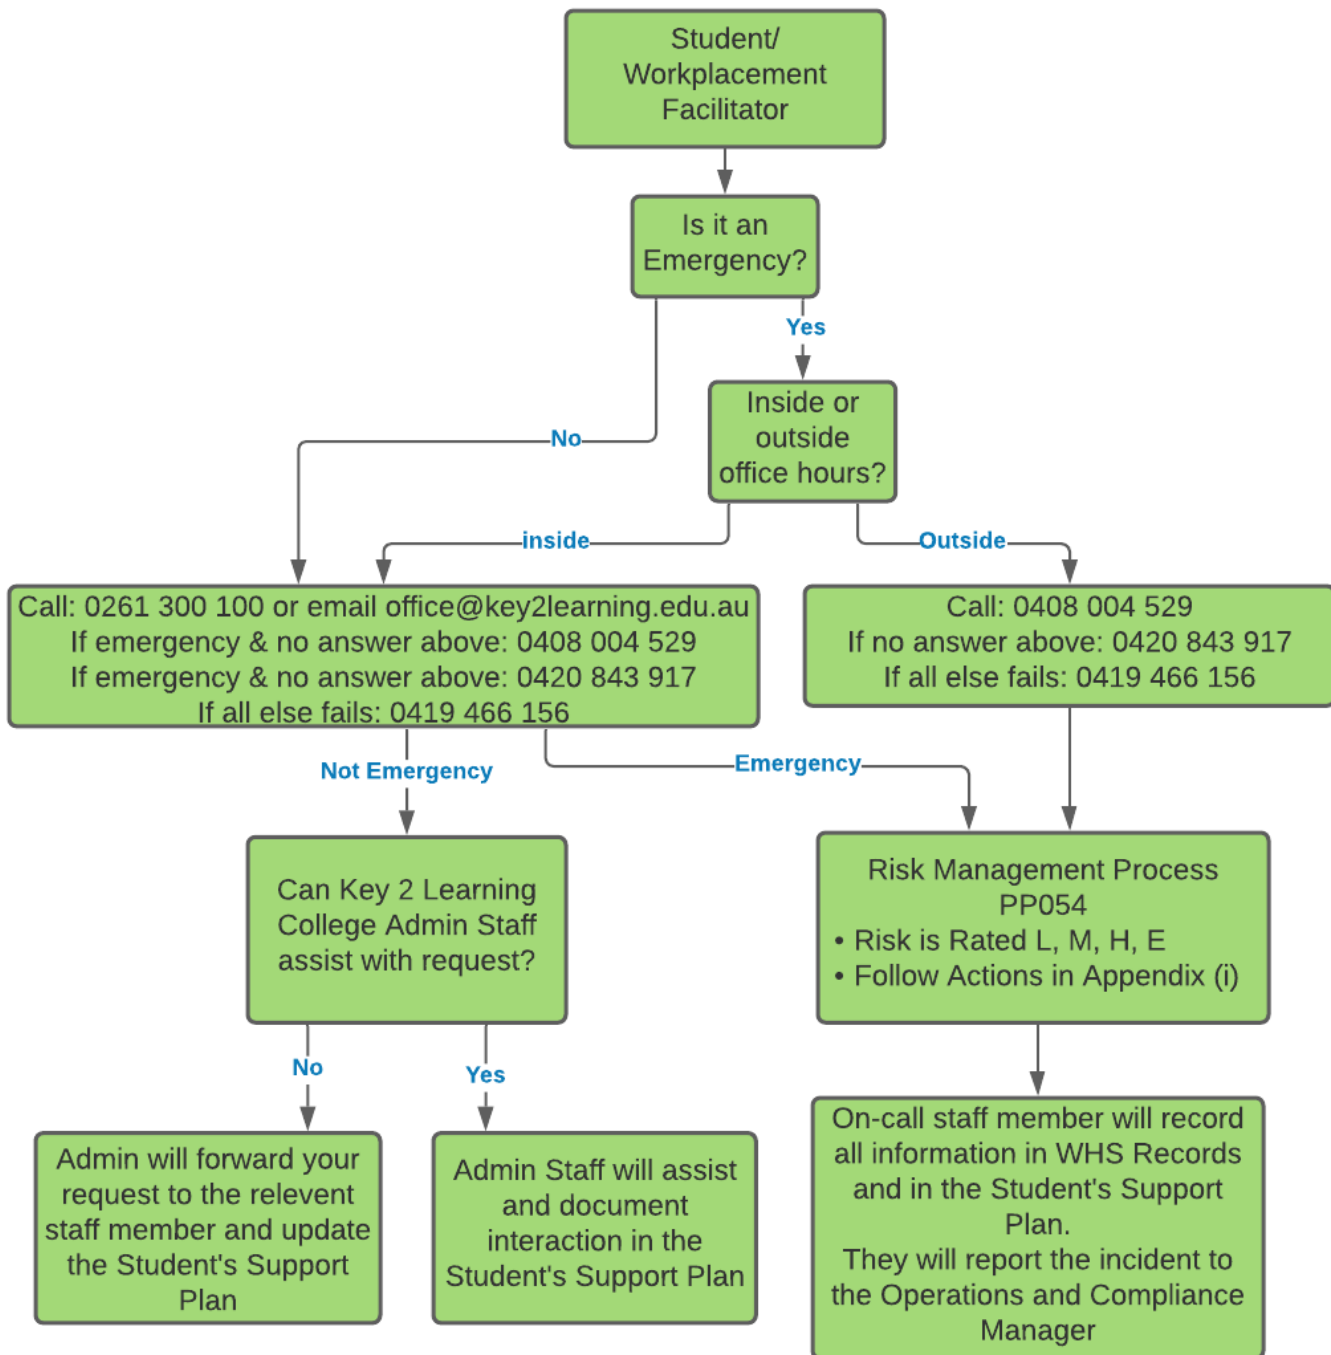 Student/
Workplacement
Facilitator
Is it an
Emergency?
Yes
No
Inside or
outside
office hours?
inside
Outside
Call: 0261 300 100 or email office@key2learning.edu.au
If emergency & no answer above: 0408 004 529
If emergency & no answer above: 0420 843 917
If all else fails: 0419 466 156
Call: 0408 004 529
If no answer above: 0420 843 917
If all else fails: 0419 466 156
Not Emergency
Emergency
Can Key 2 Learning
College Admin Staff
assist with request?
Risk Management Process
PP054
• Risk is Rated L, M, H, E
• Follow Actions in Appendix (i)
No
Yes
Admin will forward your
request to the relevent
staff member and update
the Student's Support
Plan
Admin Staff will assist
and document
interaction in the
Student's Support Plan
On-call staff member will record
all information in WHS Records
and in the Student's Support
Plan.
They will report the incident to
the Operations and Compliance
Manager